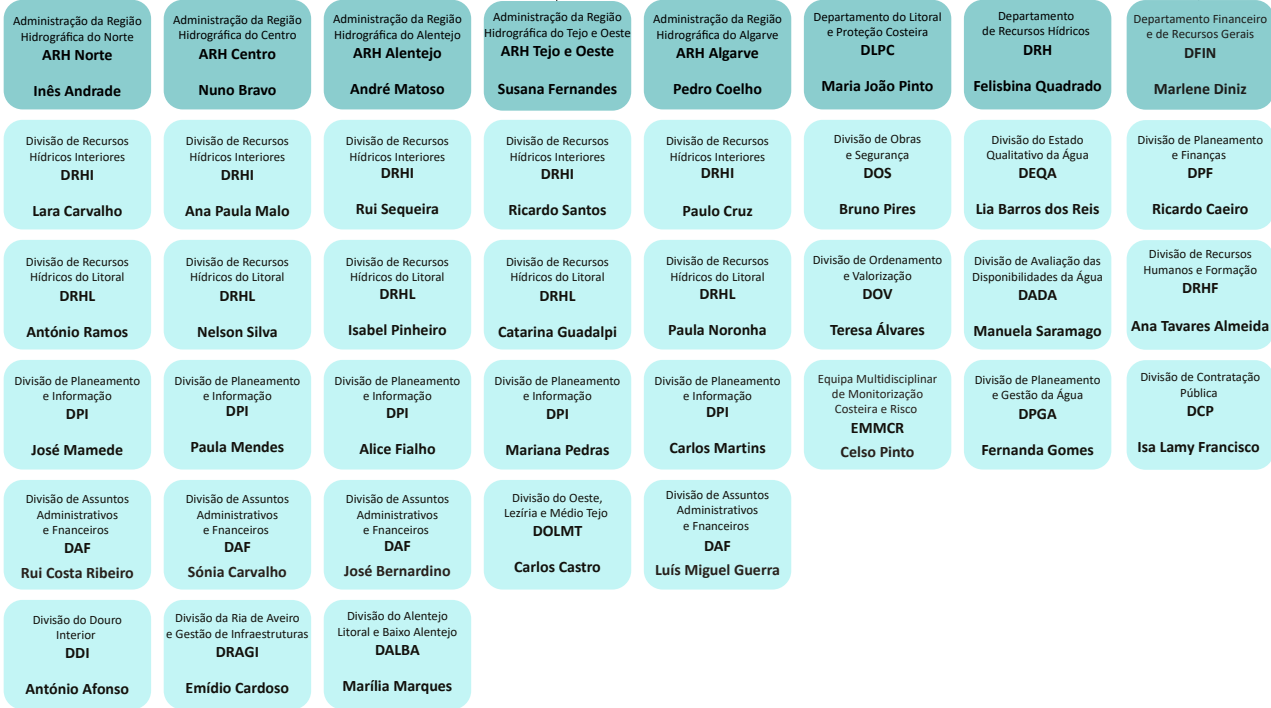 Administração da Região
Hidrográfica do Norte
ARH Norte
Inês Andrade
Administração da Região
Hidrográfica do Centro
ARH Centro
Nuno Bravo
Administração da Região
Hidrográfica do Alentejo
ARH Alentejo
André Matoso
Administração da Região
Hidrográfica do Tejo e Oeste
ARH Tejo e Oeste
Susana Fernandes
Administração da Região
Hidrográfica do Algarve
ARH Algarve
Pedro Coelho
Departamento do Litoral
e Proteção Costeira
DLPC
Maria João Pinto
Departamento
de Recursos Hídricos
DRH
Felisbina Quadrado
Departamento Financeiro
e de Recursos Gerais
DFIN
Marlene Diniz
Divisão de Recursos
Hídricos Interiores
DRHI
Lara Carvalho
Divisão de Recursos
Hídricos Interiores
DRHI
Ana Paula Malo
Divisão de Recursos
Hídricos Interiores
DRHI
Rui Sequeira
Divisão de Recursos
Hídricos Interiores
DRHI
Ricardo Santos
Divisão de Recursos
Hídricos Interiores
DRHI
Paulo Cruz
Divisão de Obras
e Segurança
DOS
Bruno Pires
Divisão do Estado
Qualitativo da Água
DEQA
Lia Barros dos Reis
Divisão de Planeamento
e Finanças
DPF
Ricardo Caeiro
Divisão de Recursos
Hídricos do Litoral
DRHL
António Ramos
Divisão de Recursos
Hídricos do Litoral
DRHL
Nelson Silva
Divisão de Recursos
Hídricos do Litoral
DRHL
Isabel Pinheiro
Divisão de Recursos
Hídricos do Litoral
DRHL
Catarina Guadalpi
Divisão de Recursos
Hídricos do Litoral
DRHL
Paula Noronha
Divisão de Ordenamento
e Valorização
DOV
Teresa Álvares
Divisão de Avaliação das
Disponibilidades da Água
DADA
Manuela Saramago
Divisão de Recursos
Humanos e Formação
DRHF
Ana Tavares Almeida
Divisão de Planeamento
e Informação
DPI
José Mamede
Divisão de Planeamento
e Informação
DPI
Paula Mendes
Divisão de Planeamento
e Informação
DPI
Alice Fialho
Divisão de Planeamento
e Informação
DPI
Mariana Pedras
Divisão de Planeamento
e Informação
DPI
Carlos Martins
Equipa Multidisciplinar
de Monitorização
Costeira e Risco
EMMCR
Celso Pinto
Divisão de Planeamento
e Gestão da Água
DPGA
Fernanda Gomes
Divisão de Contratação
Pública
DCP
Isa Lamy Francisco
Divisão de Assuntos
Administrativos
e Fnanceiros
DAF
Rui Costa Ribeiro
Divisão de Assuntos
Administrativos
e Fnanceiros
DAF
Sónia Carvalho
Divisão de Assuntos
Administrativos
e Fnanceiros
DAF
José Bernardino
Divisão do Oeste,
Lezíria e Médio Tejo
DOLMT
Carlos Castro
Divisão de Assuntos
Administrativos
e Fnanceiros
DAF
Luís Miguel Guerra
Divisão do Douro
Interior
DDI
António Afonso
Divisão da Ria de Aveiro
e Gestão de Infraestruturas
DRAGI
Emídio Cardoso
Divisão do Alentejo
Litoral e Baixo Alentejo
DALBA
Marília Marques